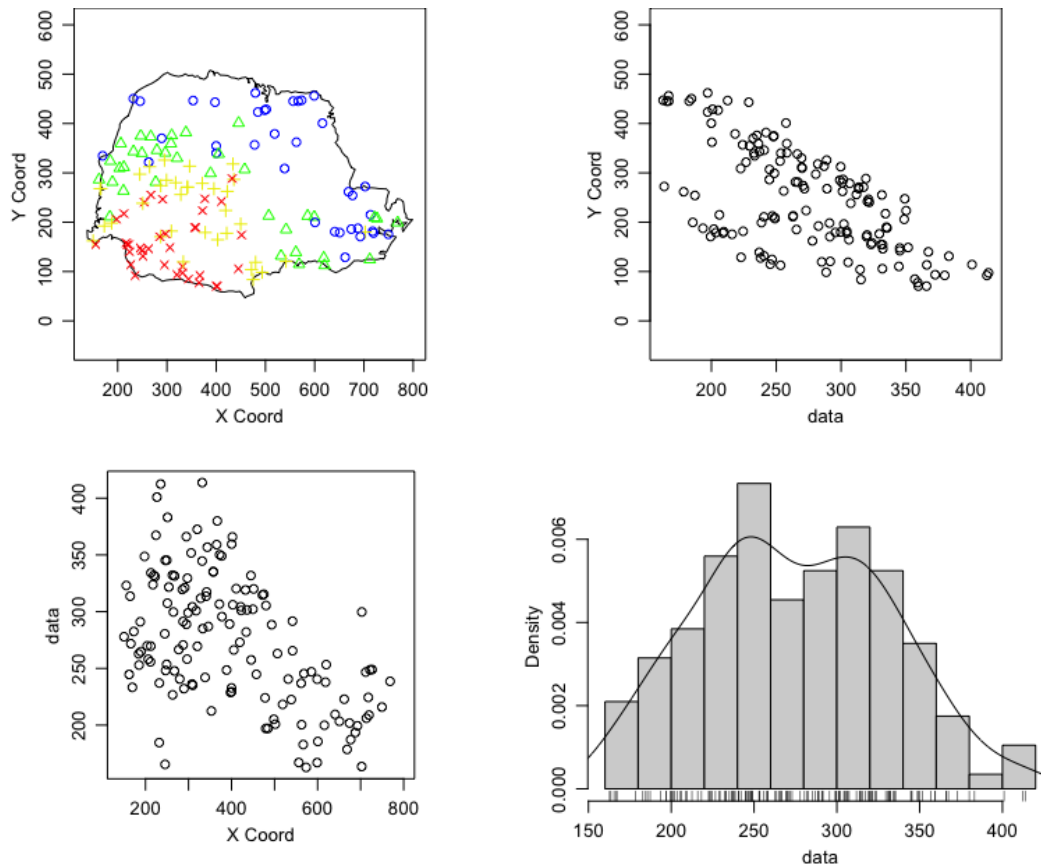 Y Coord
0 100 200 300 400 500 600
200 300 400 500 600 700 800
X Coord
Y Coord
0 100 200 300 400 500 600
200 250 300 350 400
data
data
200 250 300 350 400
200 400 600 800
X Coord
Density
0.000 0.002 0.004 0.006
150 200 250 300 350 400
data